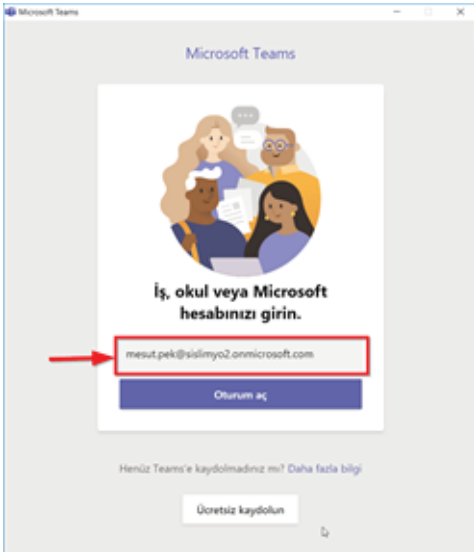 Microsoft Teams
Microsoft Teams
İş, okul veya Microsoft
hesabınızı girin.
mesut.pek@sislimyo2.onmicrosoft.com
Oturum aç
Henüz Teams'e kaydolmadınız mı? Daha fazla bilgi
Ücretsiz kaydolun